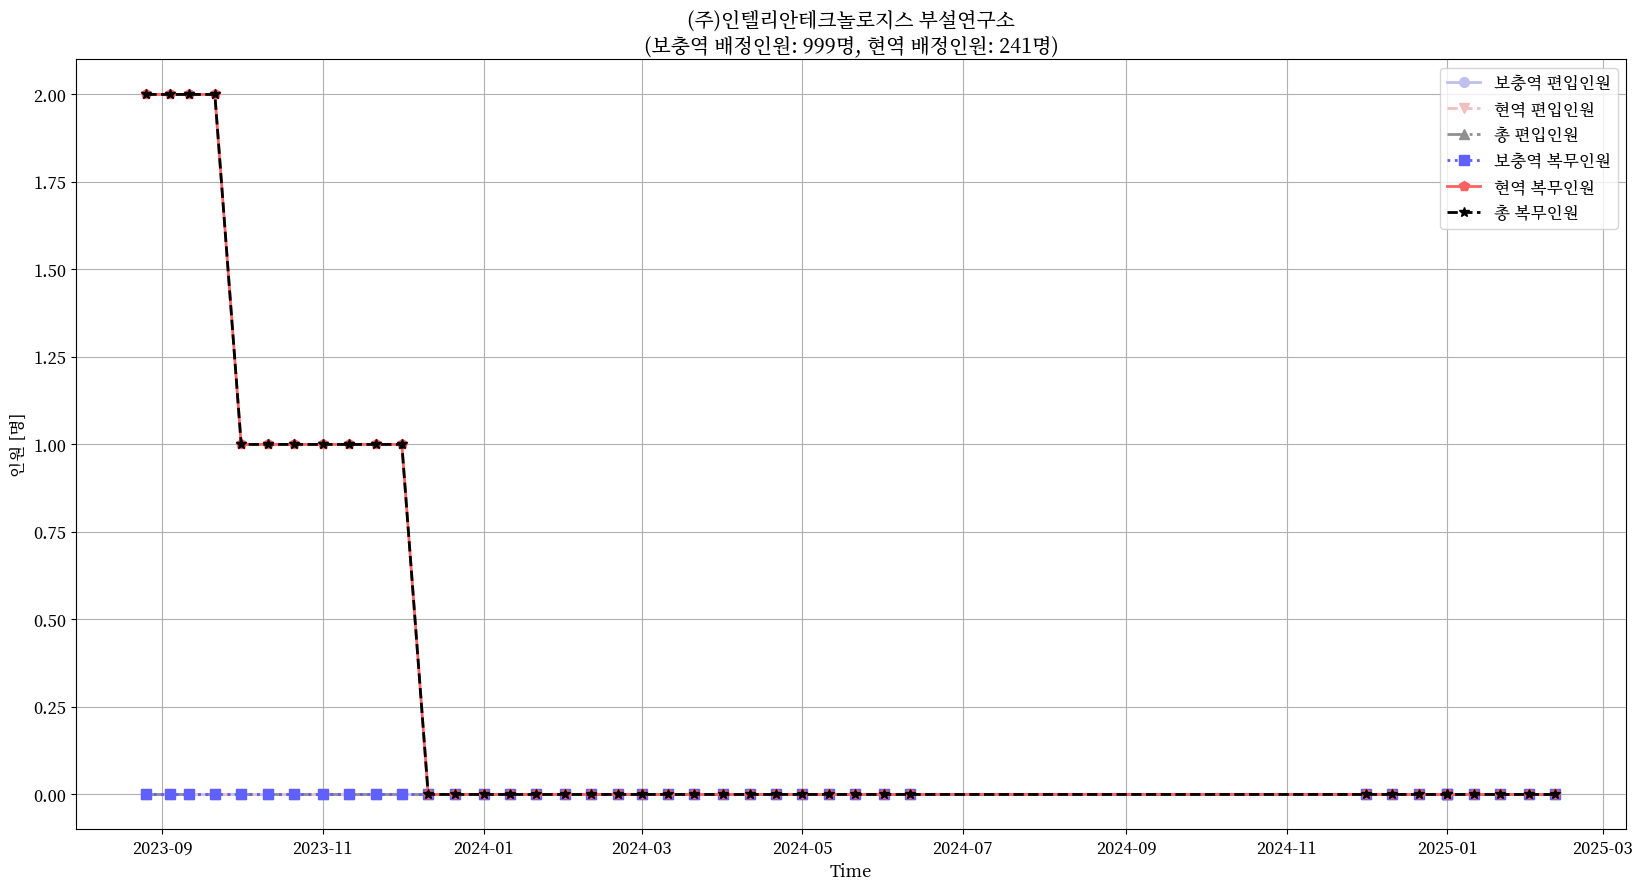 (주)인텔리안테크놀로지스 부설연구소
(보충역 배정인원: 999명, 현역 배정인원: 241명)
보충역 편입인원
현역 편입인원
총 편입인원
보충역 복무인원
현역 복무인원
총 복무인원
인원 [명]
2.00
1.75
1.50
1.25
1.00
0.75
0.50
0.25
0.00
2023-09
2023-11
2024-01
2024-03
2024-05
2024-07
2024-09
2024-11
2025-01
2025-03
Time